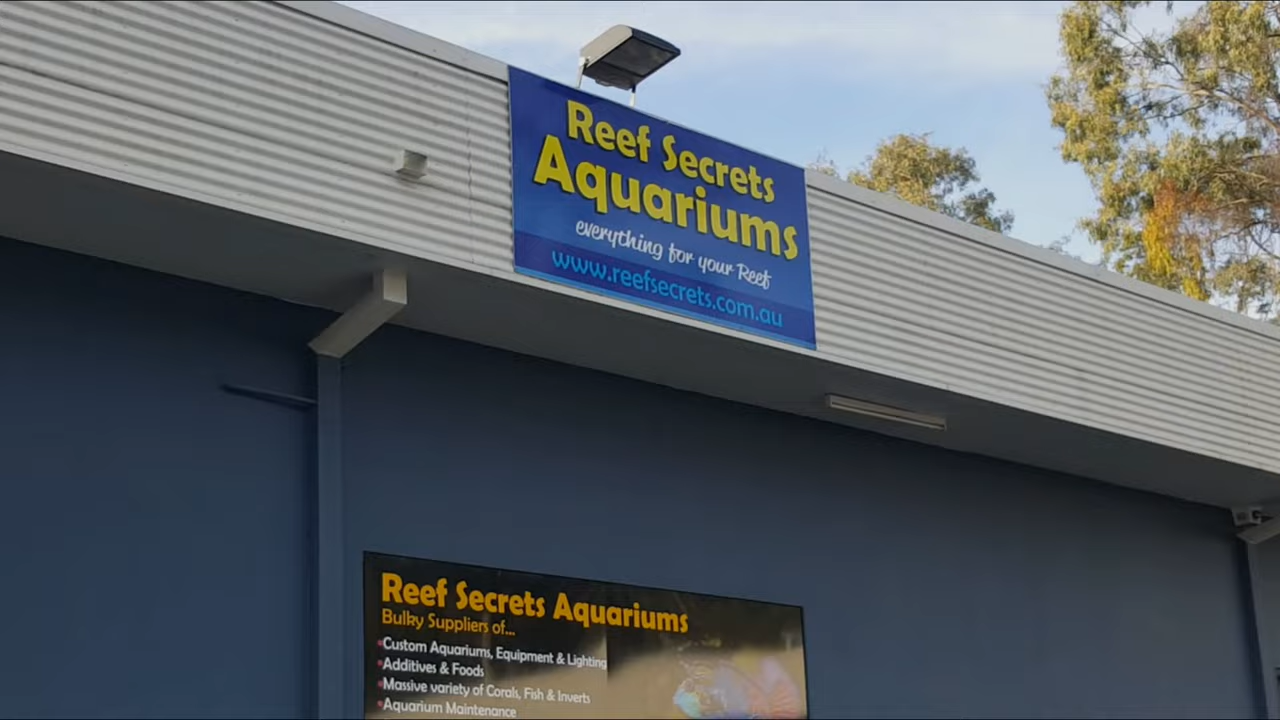 Reef Secrets
Aquariums
everything for your Reef
www.reefsecrets.com.au
Reef Secrets Aquariums
Bulky Suppliers of...
•Custom Aquariums, Equipment & Lighting
•Additives & Foods
•Massive variety of Corals, Fish & Inverts
•Aquarium Maintenance